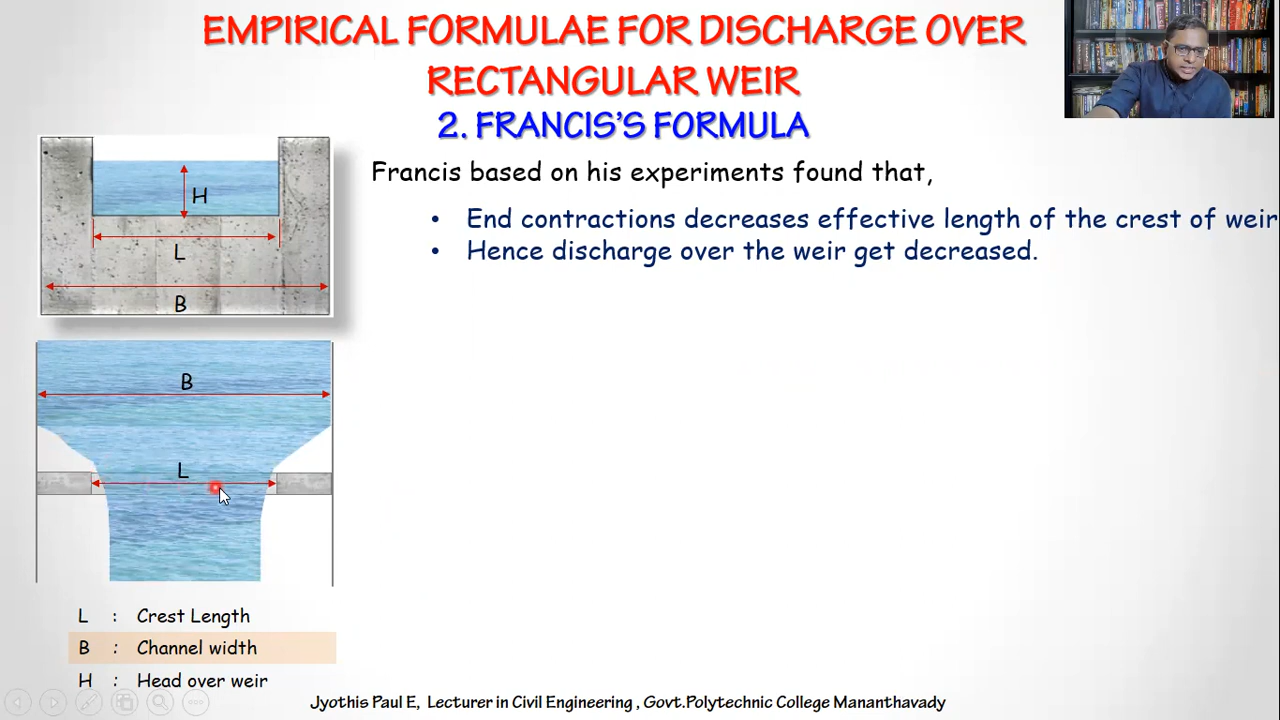 EMPIRICAL FORMULAE FOR DISCHARGE OVER
RECTANGULAR WEIR
2. FRANCIS'S FORMULA
Francis based on his experiments found that,
• End contractions decreases effective length of the crest of weir
• Hence discharge over the weir get decreased.
H
L
B
B
L
L : Crest Length
B : Channel width
H : Head over weir
Jyothis Paul E, Lecturer in Civil Engineering , Govt.Polytechnic College Mananthavady